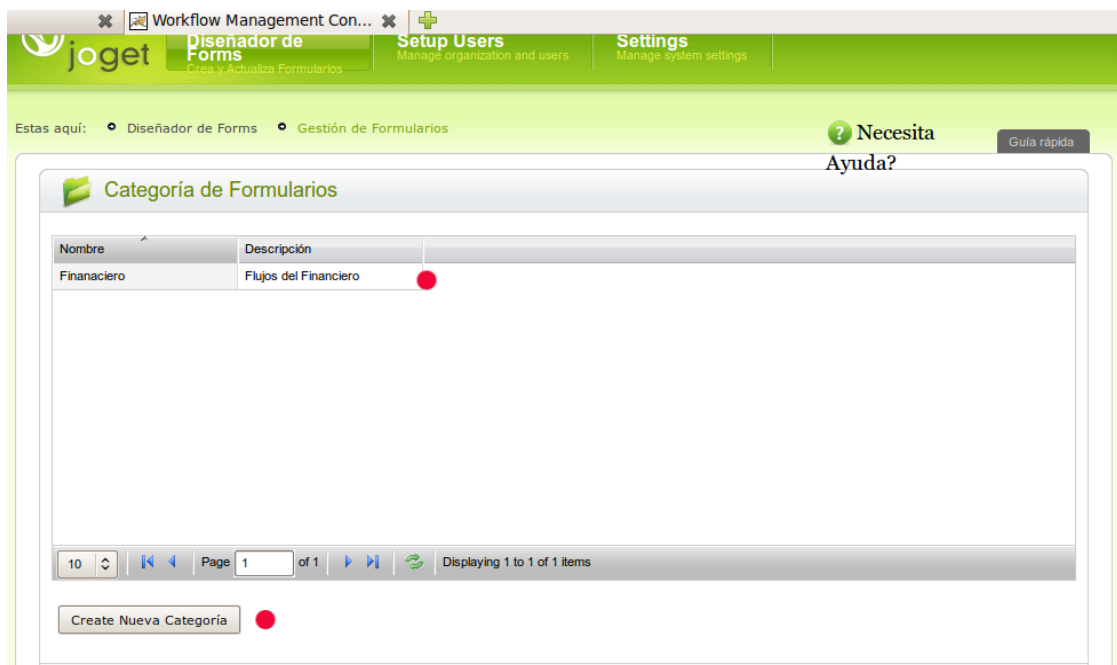 Workflow Management Con...
joget
Diseñador de
Forms
Crea y Actualiza Formularios
Setup Users
Manage organization and users
Settings
Manage system settings
Estas aquí: Diseñador de Forms Gestión de Formularios
Necesita
Ayuda?
Guía rápida
Categoría de Formularios
Nombre Descripción
Finanaciero Flujos del Financiero
10 Page 1 of 1 Displaying 1 to 1 of 1 items
Create Nueva Categoría